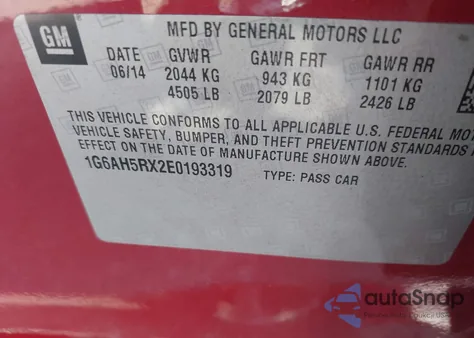 GM
MFD BY GENERAL MOTORS LLC
DATE GVWR GAWR FRT GAWR RR
06/14 2044 KG 943 KG 1101 KG
4505 LB 2079 LB 2426 LB
THIS VEHICLE CONFORMS TO ALL APPLICABLE U.S. FEDERAL MOTO
VEHICLE SAFETY, BUMPER, AND THEFT PREVENTION STANDARDS
EFFECT ON THE DATE OF MANUFACTURE SHOWN ABOVE.
1G6AH5RX2E0193319 TYPE: PASS CAR
autoSnap